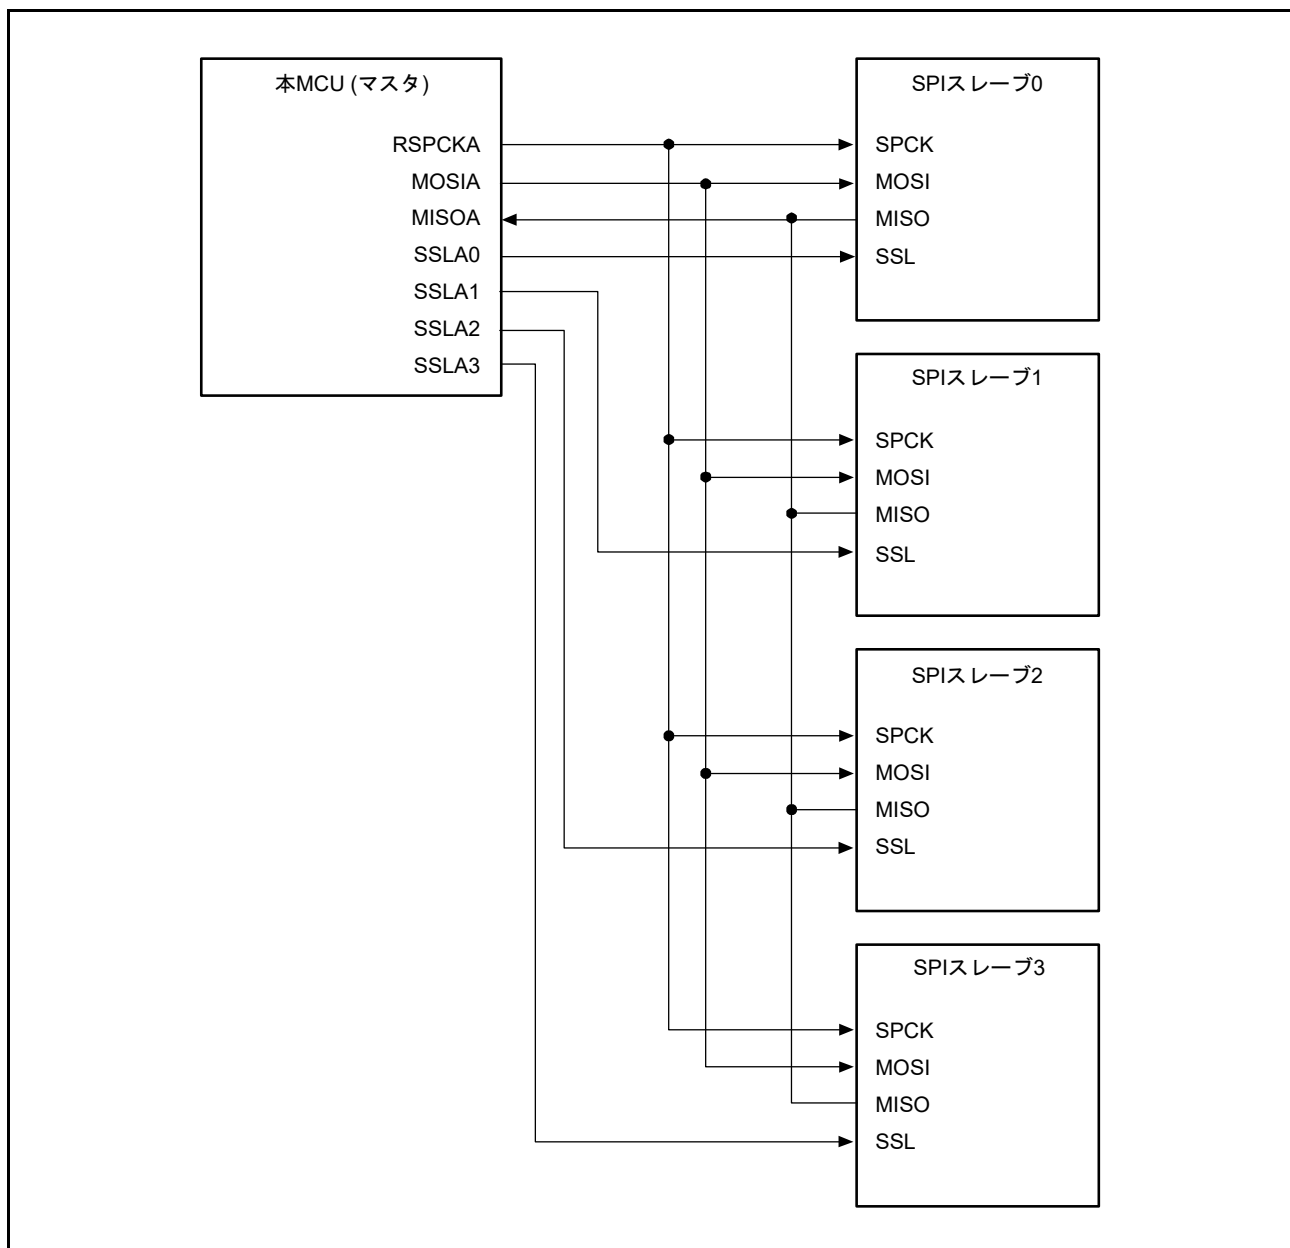 本MCU (マスタ)
RSPCKA
MOSIA
MISOA
SSLA0
SSLA1
SSLA2
SSLA3
SPIスレーブ0
SPCK
MOSI
MISO
SSL
SPIスレーブ1
SPCK
MOSI
MISO
SSL
SPIスレーブ2
SPCK
MOSI
MISO
SSL
SPIスレーブ3
SPCK
MOSI
MISO
SSL